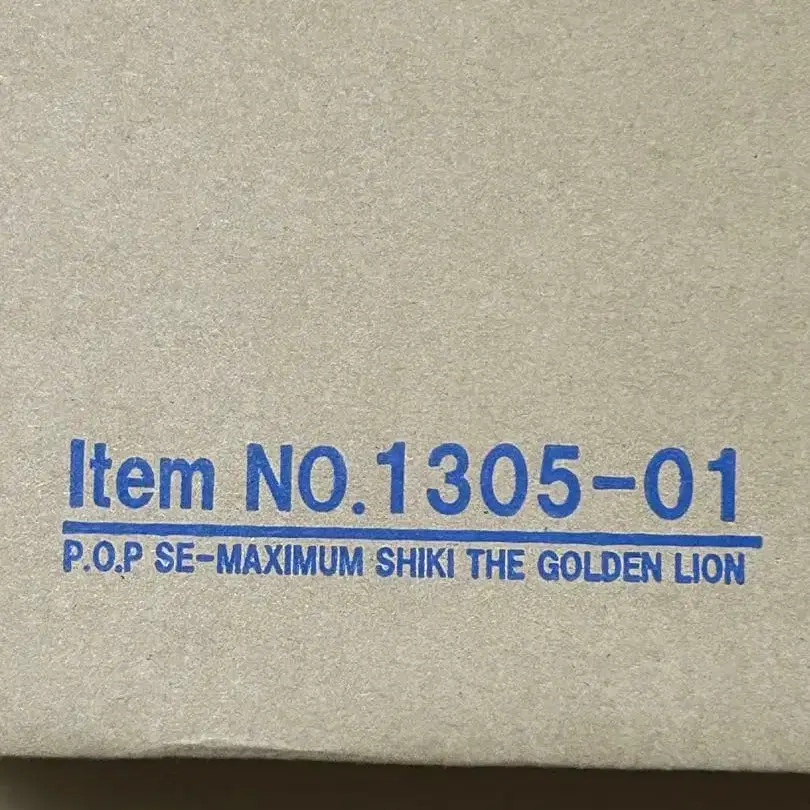 Item NO.1305-01
P.O.P SE-MAXIMUM SHIKI THE GOLDEN LION